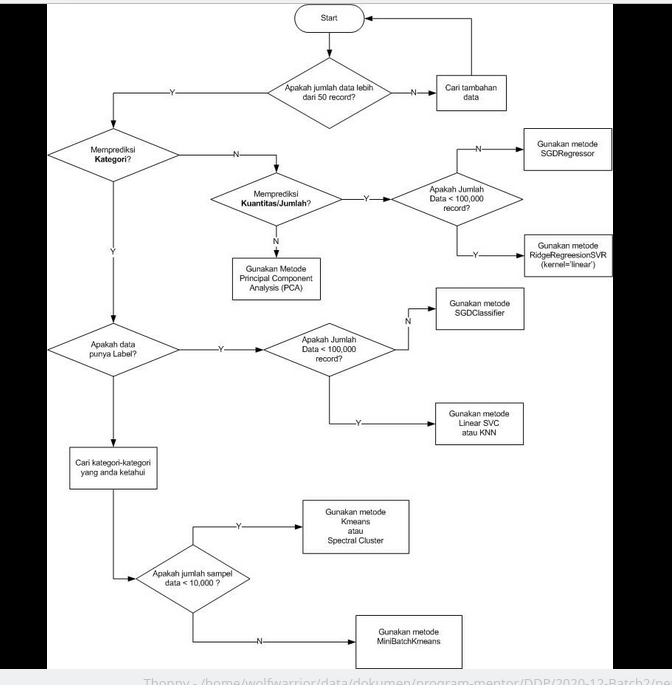 Start
Apakah jumlah data lebih
dari 50 record?
Y
N
Cari tambahan
data
Memprediksi
Kategori?
N
Memprediksi
Kuantitas/Jumlah?
Y
Apakah Jumlah
Data < 100,000
record?
N
Gunakan metode
SGDRegressor
Y
Gunakan metode
RidgeRegreesionSVR
(kernel='linear')
N
Gunakan Metode
Principal Component
Analysis (PCA)
Y
Apakah data
punya Label?
Y
Apakah Jumlah
Data < 100,000
record?
N
Gunakan metode
SGDClassifier
Y
Gunakan metode
Linear SVC
atau KNN
Cari kategori-kategori
yang anda ketahui
Apakah jumlah sampel
data < 10,000 ?
Y
Gunakan metode
Kmeans
atau
Spectral Cluster
N
Gunakan metode
MiniBatchKmeans
Thonny - /home/wolfwarrior/data/dokumen/program-mentor/DDP/2020-12-Batch2/